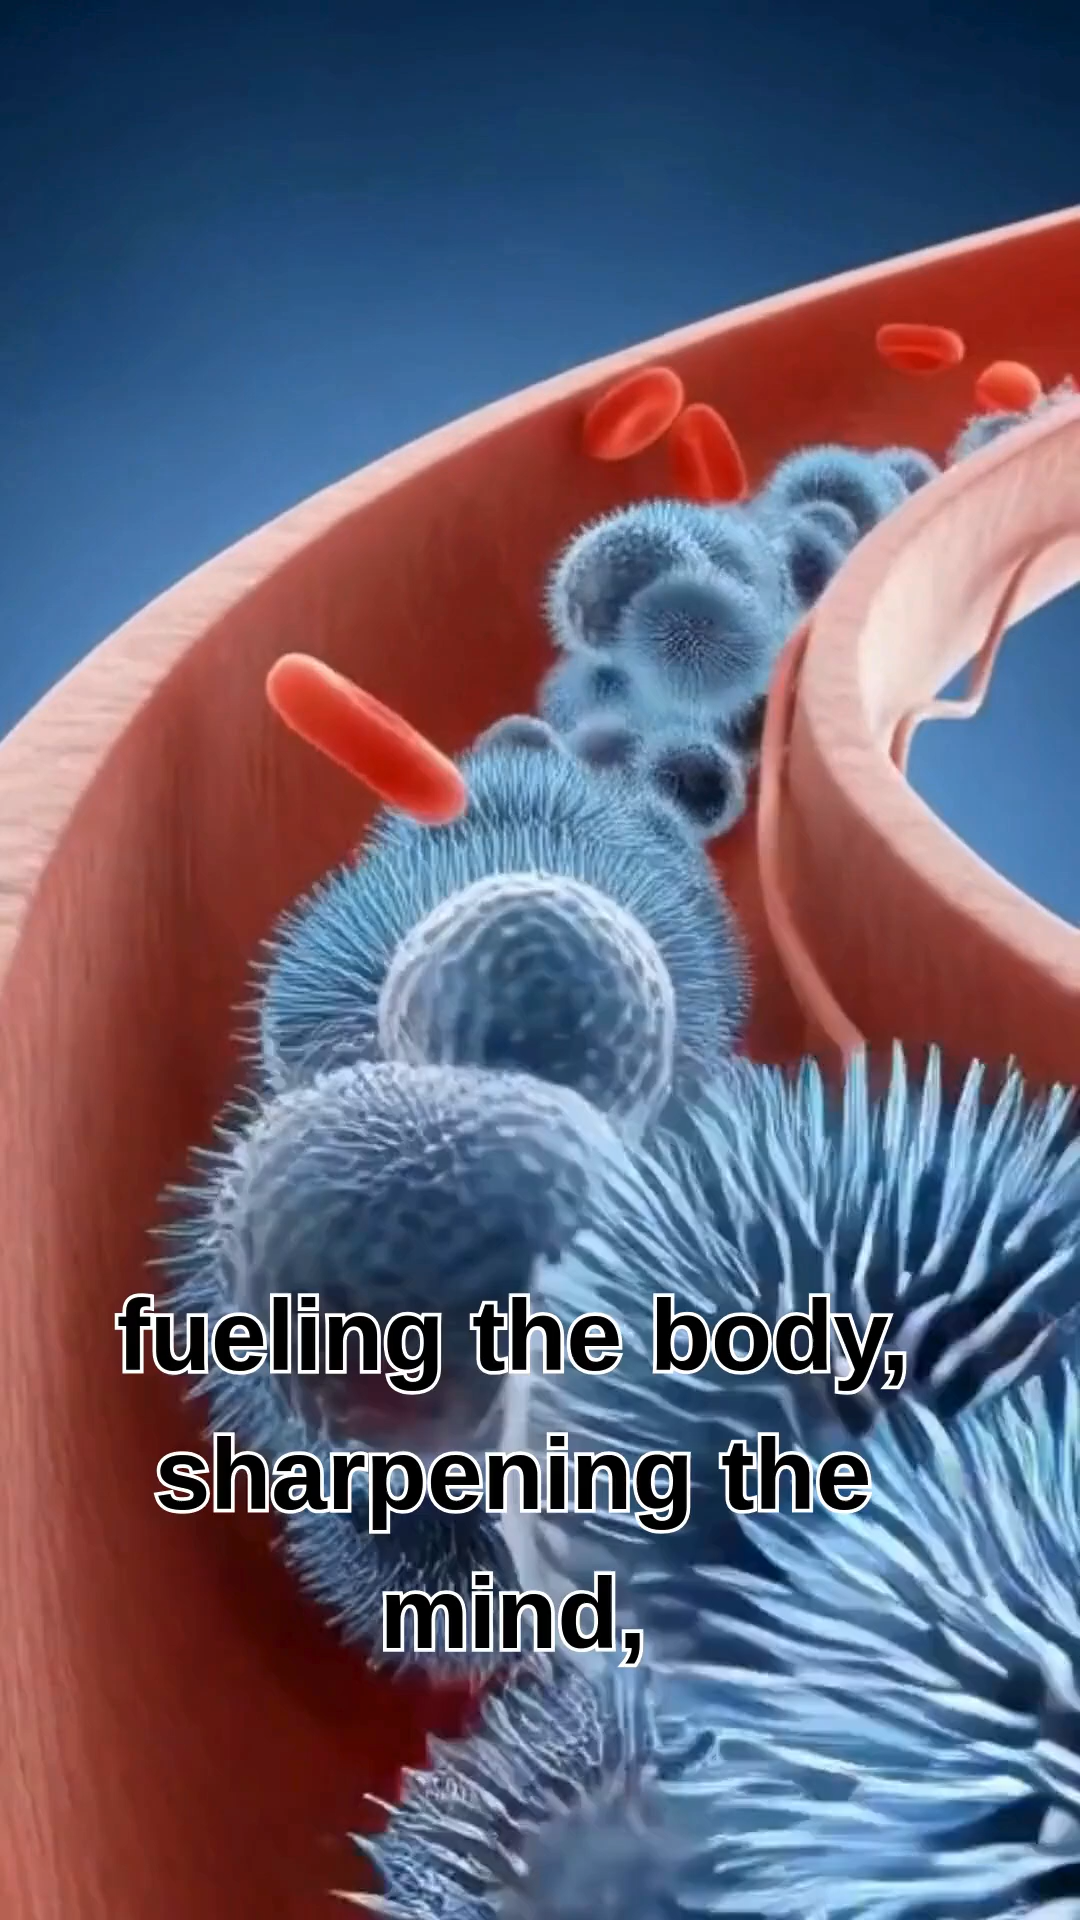 fueling the body,
sharpening the
mind,